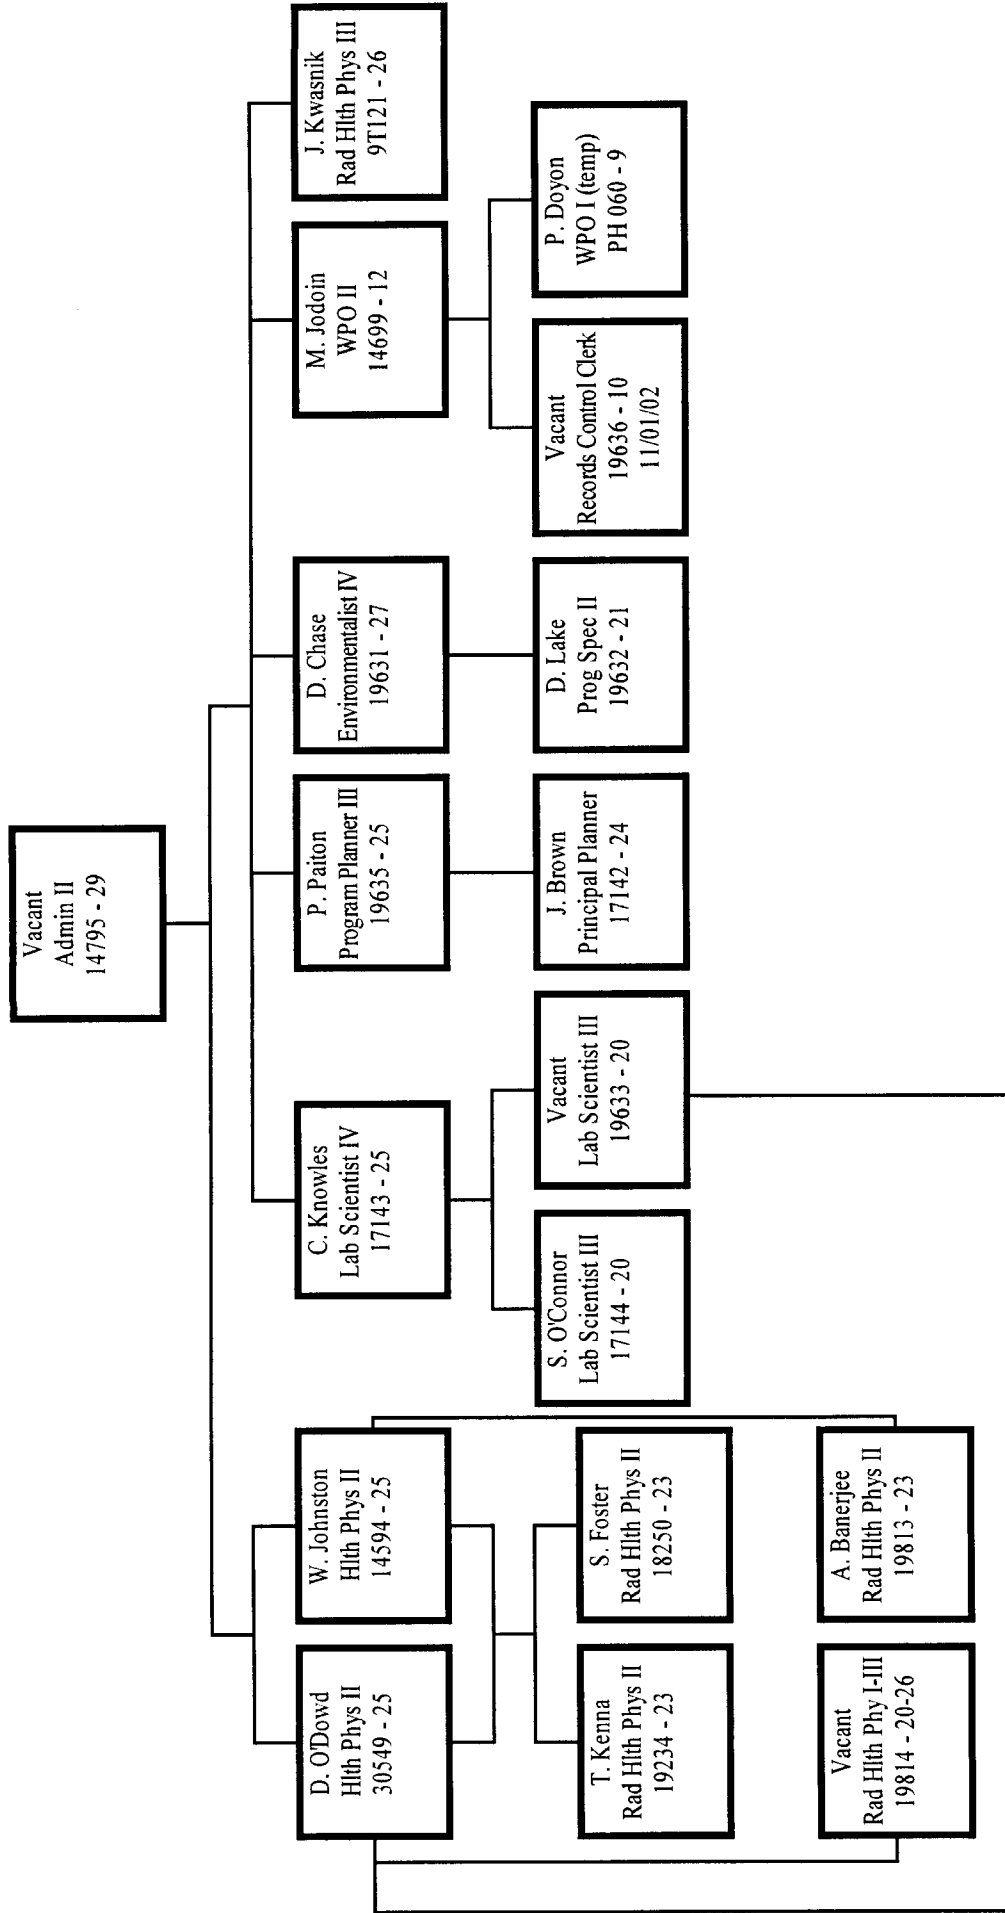 Vacant
Admin II
14795 - 29
D. O'Dowd
Hlth Phys II
30549 - 25
W. Johnston
Hlth Phys II
14594 - 25
C. Knowles
Lab Scientist IV
17143 - 25
P. Paiton
Program Planner III
19635 - 25
D. Chase
Environmentalist IV
19631 - 27
M. Jodoin
WPO II
14699 - 12
J. Kwasnik
Rad Hlth Phys III
9T121 - 26
S. O'Connor
Lab Scientist III
17144 - 20
Vacant
Lab Scientist III
19633 - 20
J. Brown
Principal Planner
17142 - 24
D. Lake
Prog Spec II
19632 - 21
Vacant
Records Control Clerk
19636 - 10
11/01/02
P. Doyon
WPO I (temp)
PH 060 - 9
T. Kenna
Rad Hlth Phys II
19234 - 23
S. Foster
Rad Hlth Phys II
18250 - 23
Vacant
Rad Hlth Phy I-III
19814 - 20-26
A. Banerjee
Rad Hlth Phys II
19813 - 23